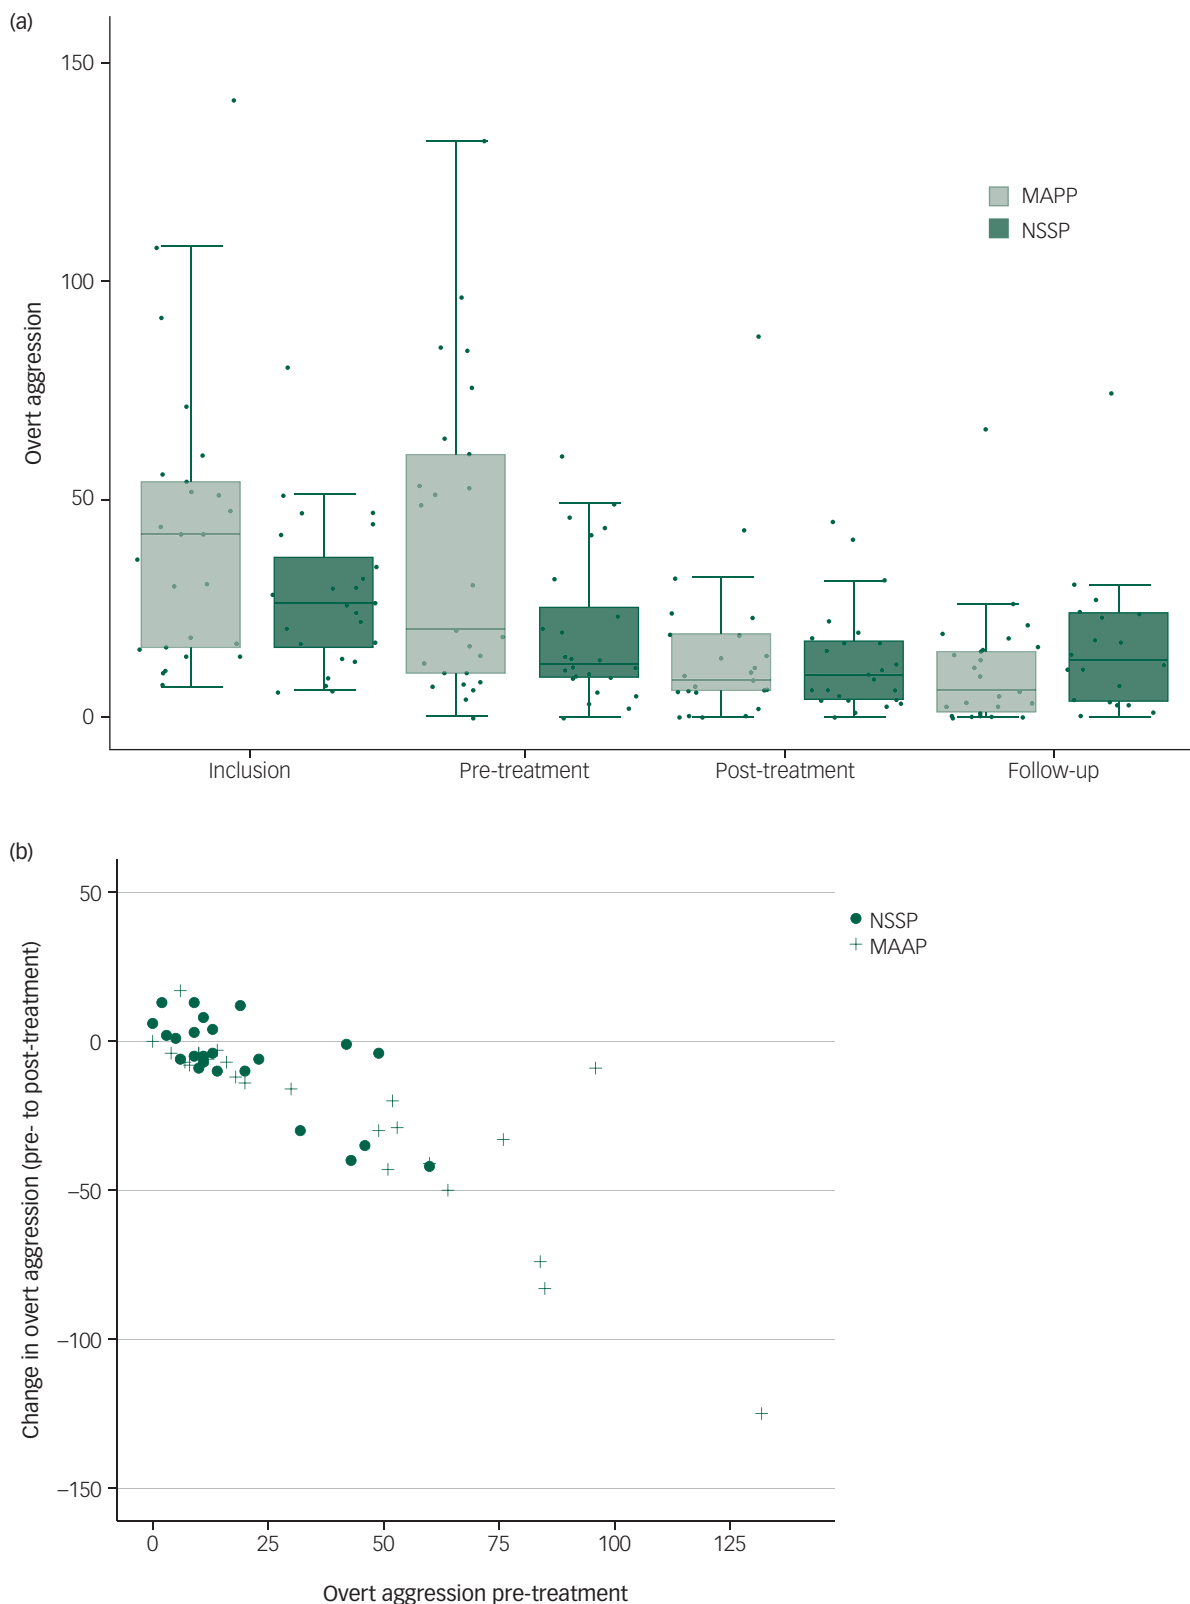 (a)
150
100
50
0
Overt aggression
MAPP
NSSP
Inclusion
Pre-treatment
Post-treatment
Follow-up
(b)
50
0
−50
−100
−150
Change in overt aggression (pre- to post-treatment)
NSSP
MAAP
0
25
50
75
100
125
Overt aggression pre-treatment